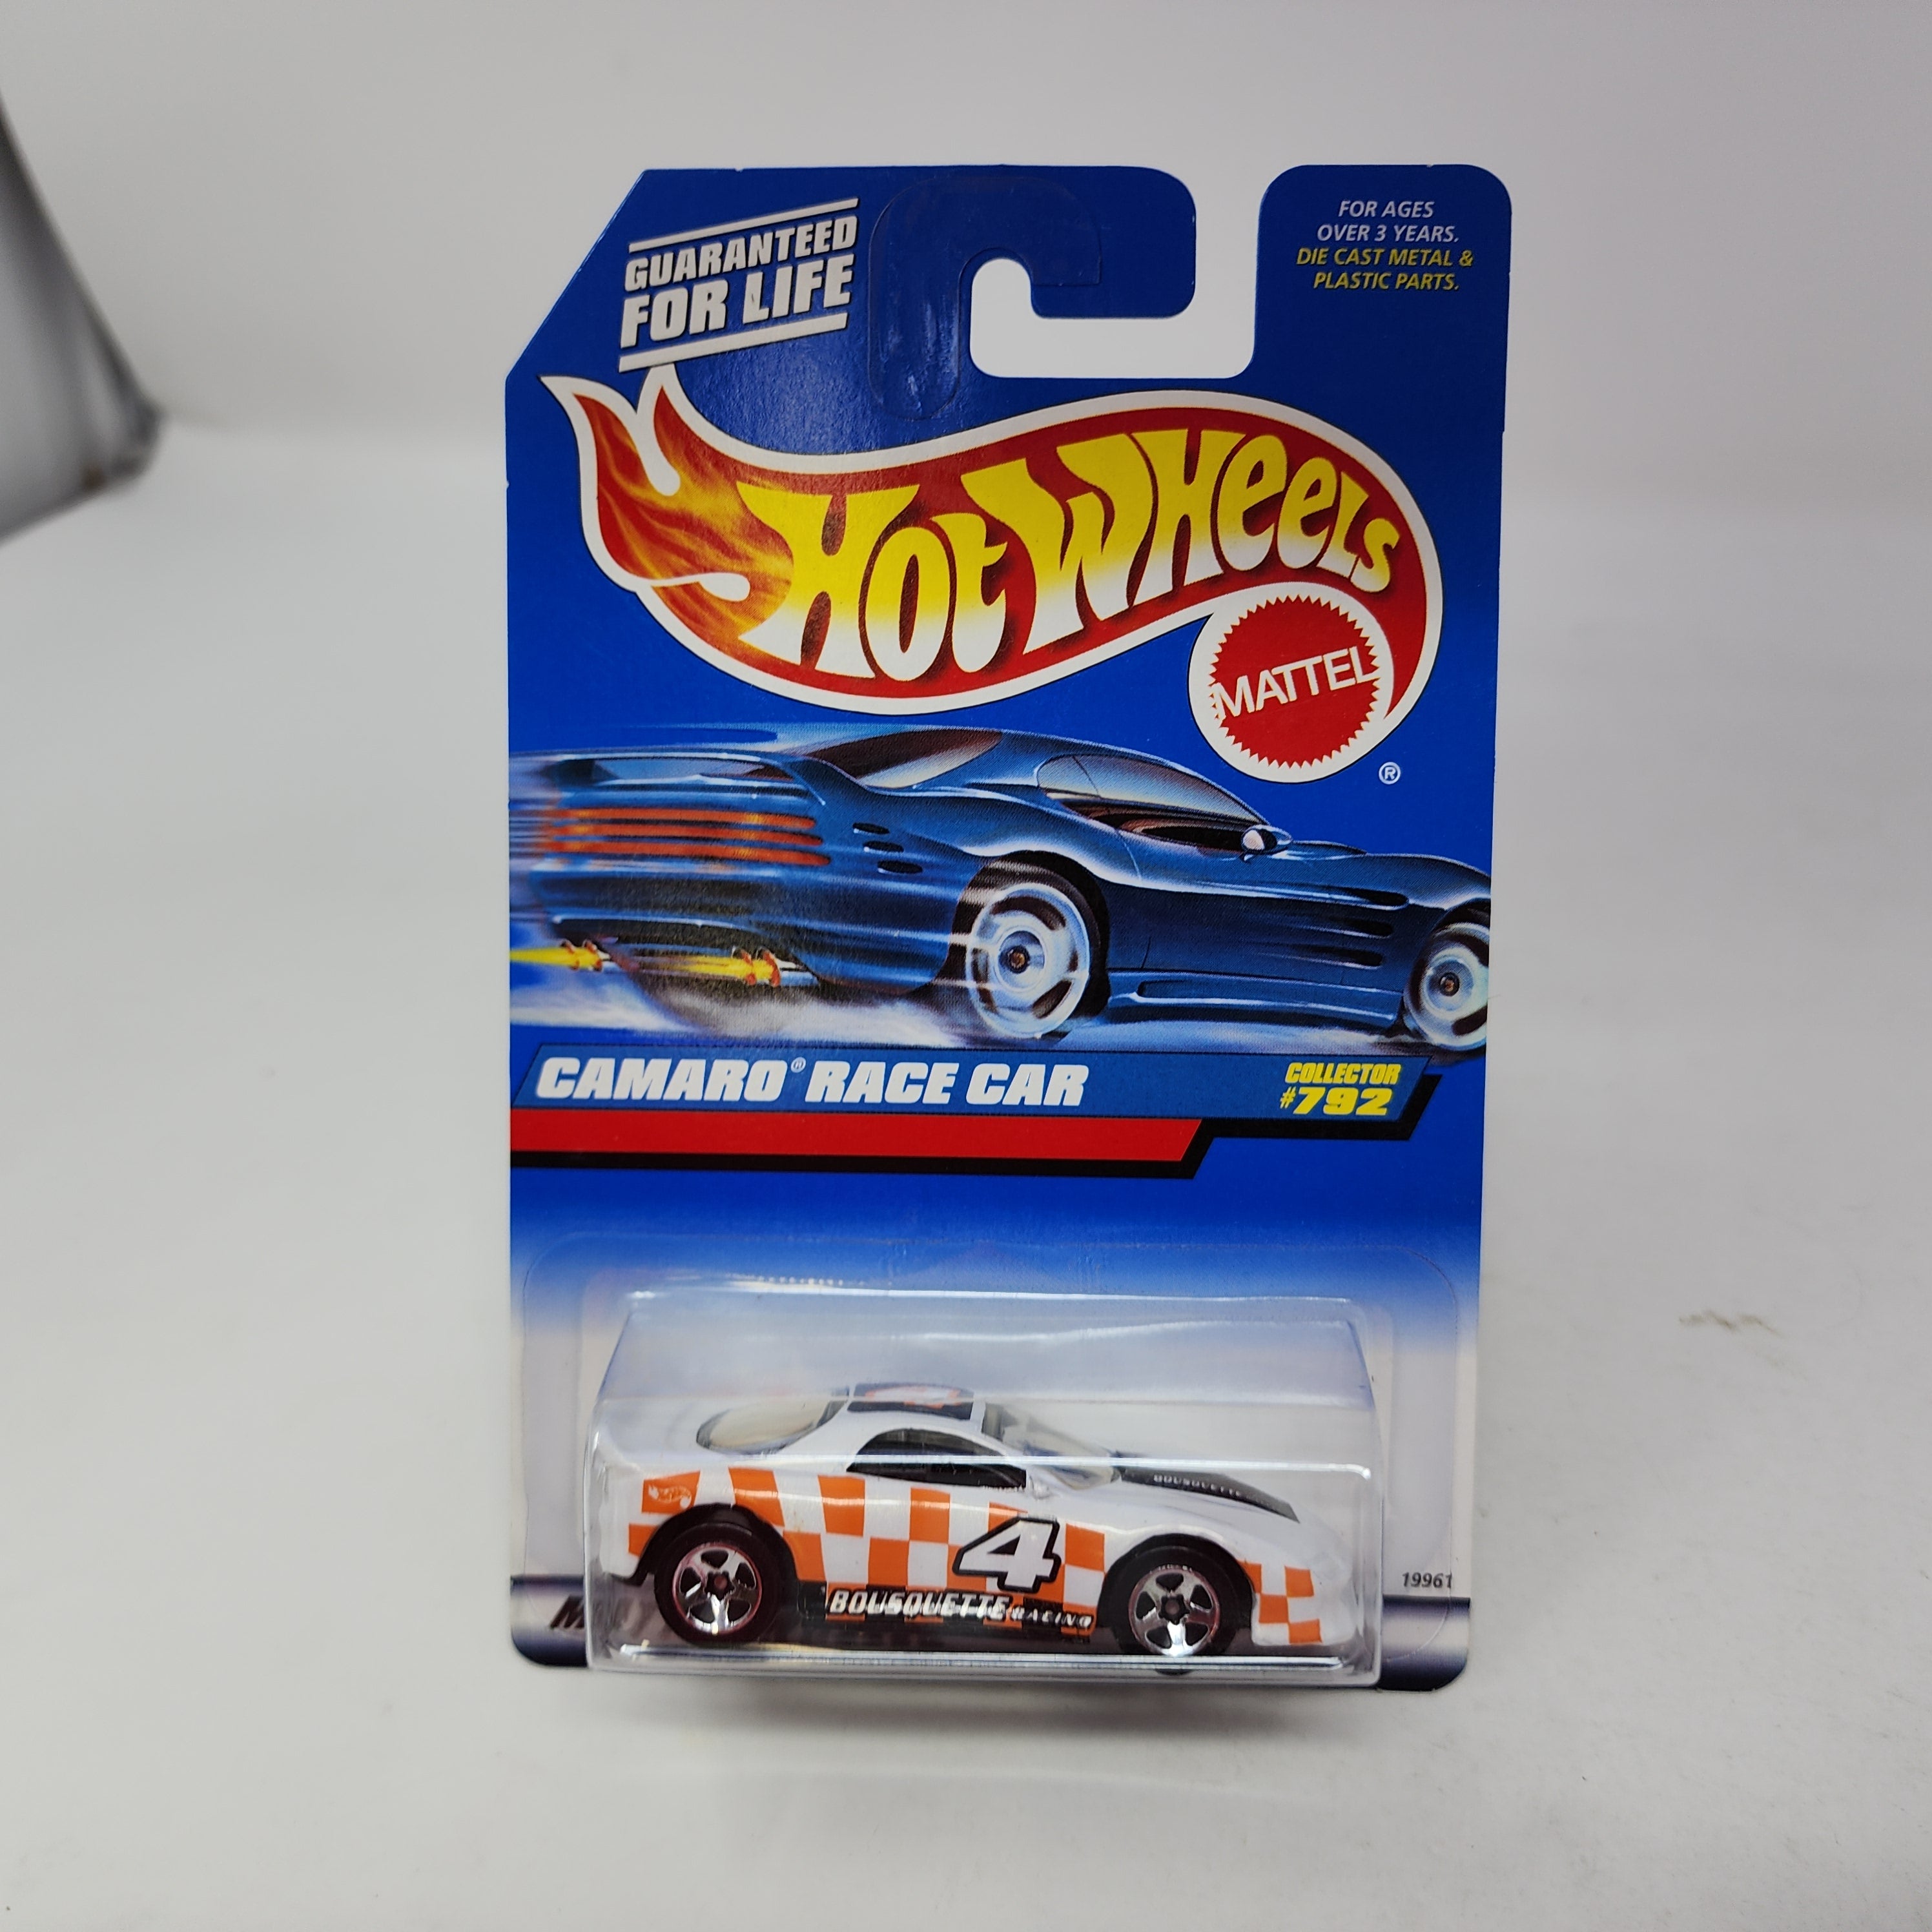 GUARANTEED
FOR LIFE
FOR AGES
OVER 3 YEARS.
DIE CAST METAL &
PLASTIC PARTS.
HOT WHEELS
MATTEL
®
CAMARO® RACE CAR
COLLECTOR
#792
BOUSQUETTE
4
BOUSQUETTE RACING
19961